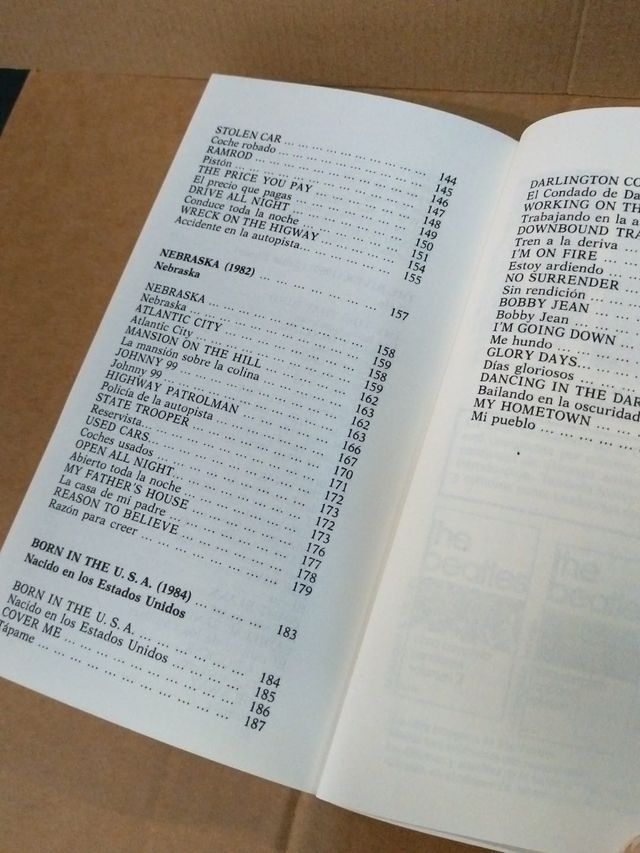 STOLEN CAR ... 144
Coche robado ... 145
RAMROD ... 146
Pistón ... 147
THE PRICE YOU PAY ... 148
El precio que pagas ... 149
DRIVE ALL NIGHT ... 150
Conduce toda la noche ... 151
WRECK ON THE HIGWAY ... 154
Accidente en la autopista ... 155
NEBRASKA (1982)
Nebraska ... 157
NEBRASKA ... 158
Nebraska ... 159
ATLANTIC CITY ... 158
Atlantic City ... 159
MANSION ON THE HILL ... 162
La mansión sobre la colina ... 163
JOHNNY 99 ... 162
Johnny 99 ... 163
HIGHWAY PATROLMAN ... 166
Policía de la autopista ... 167
STATE TROOPER ... 170
Reservista ... 171
USED CARS ... 172
Coches usados ... 173
OPEN ALL NIGHT ... 172
Abierto toda la noche ... 173
MY FATHER'S HOUSE ... 176
La casa de mi padre ... 177
REASON TO BELIEVE ... 178
Razón para creer ... 179
BORN IN THE U. S. A. (1984)
Nacido en los Estados Unidos ... 183
BORN IN THE U. S. A. ... 184
Nacido en los Estados Unidos ... 185
COVER ME ... 186
Tápame ... 187
DARLINGTON CO
El Condado de Da
WORKING ON TH
Trabajando en la a
DOWNBOUND TRA
Tren a la deriva ...
I'M ON FIRE ...
Estoy ardiendo ...
NO SURRENDER
Sin rendición ...
BOBBY JEAN ...
Bobby Jean ...
I'M GOING DOWN
Me hundo ...
GLORY DAYS ...
Días gloriosos ...
DANCING IN THE DAR
Bailando en la oscuridad
MY HOMETOWN ...
Mi pueblo ...